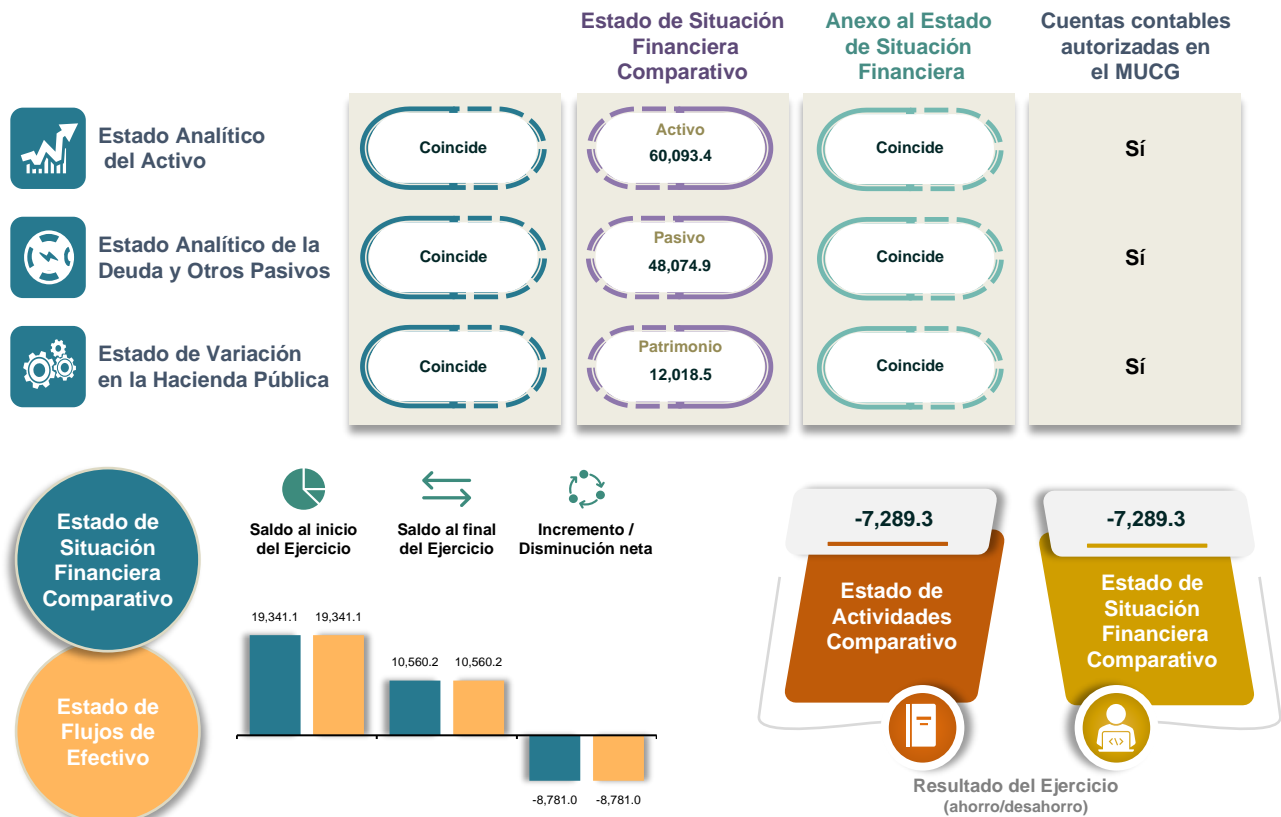 Estado de Situación
Financiera
Comparativo
Anexo al Estado
de Situación
Financiera
Cuentas contables
autorizadas en
el MUCG
Estado Analítico
del Activo
Coincide
Activo
60,093.4
Coincide
Sí
Estado Analítico de la
Deuda y Otros Pasivos
Coincide
Pasivo
48,074.9
Coincide
Sí
Estado de Variación
en la Hacienda Pública
Coincide
Patrimonio
12,018.5
Coincide
Sí
Estado de
Situación
Financiera
Comparativo
Estado de
Flujos de
Efectivo
Saldo al inicio
del Ejercicio
Saldo al final
del Ejercicio
Incremento /
Disminución neta
19,341.1 19,341.1
10,560.2 10,560.2
-8,781.0 -8,781.0
-7,289.3
Estado de
Actividades
Comparativo
-7,289.3
Estado de
Situación
Financiera
Comparativo
Resultado del Ejercicio
(ahorro/desahorro)